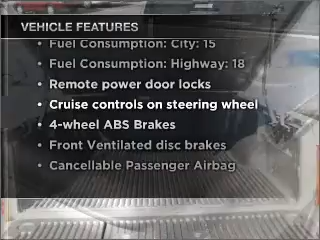 VEHICLE FEATURES
• Fuel Consumption: City: 15
• Fuel Consumption: Highway: 18
• Remote power door locks
• Cruise controls on steering wheel
• 4-wheel ABS Brakes
• Front Ventilated disc brakes
• Cancellable Passenger Airbag